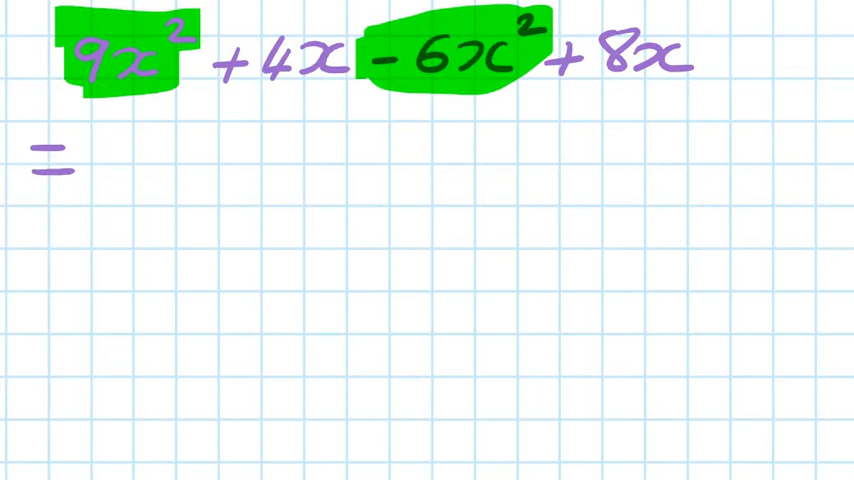 9x² + 4x - 6x² + 8x
=